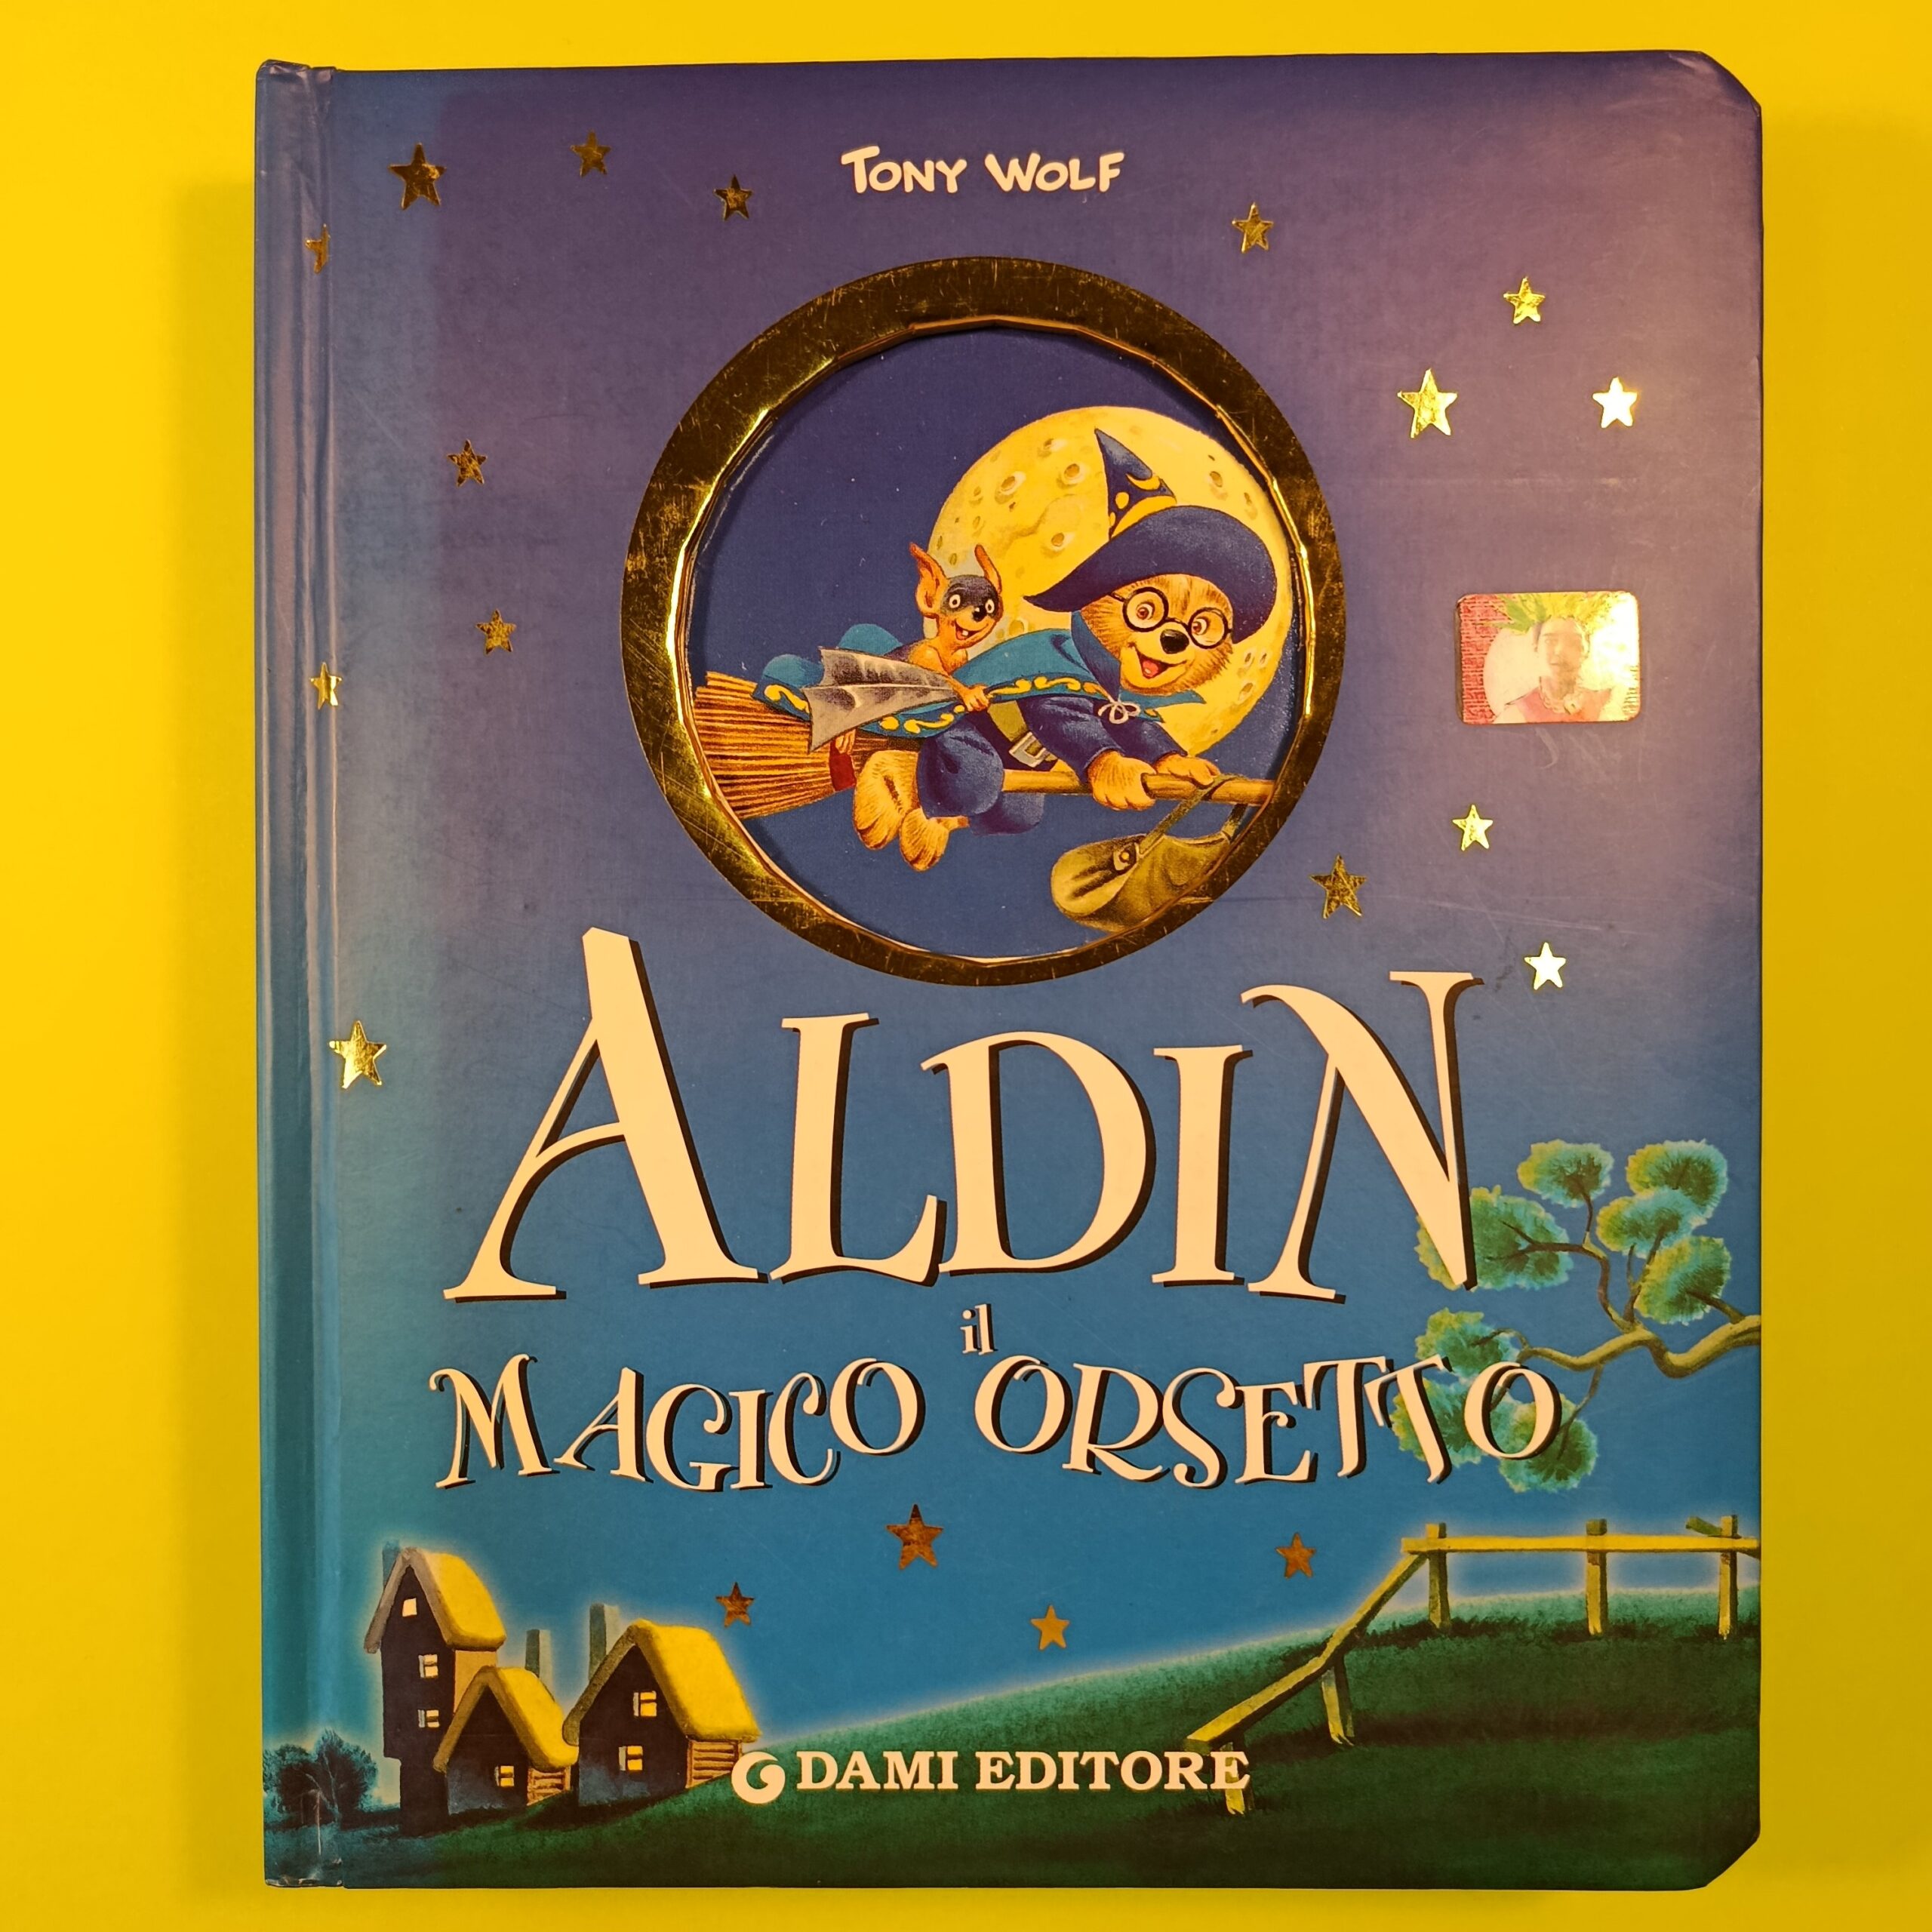 TONY WOLF
ALDIN
il
MAGICO ORSETTO
DAMI EDITORE